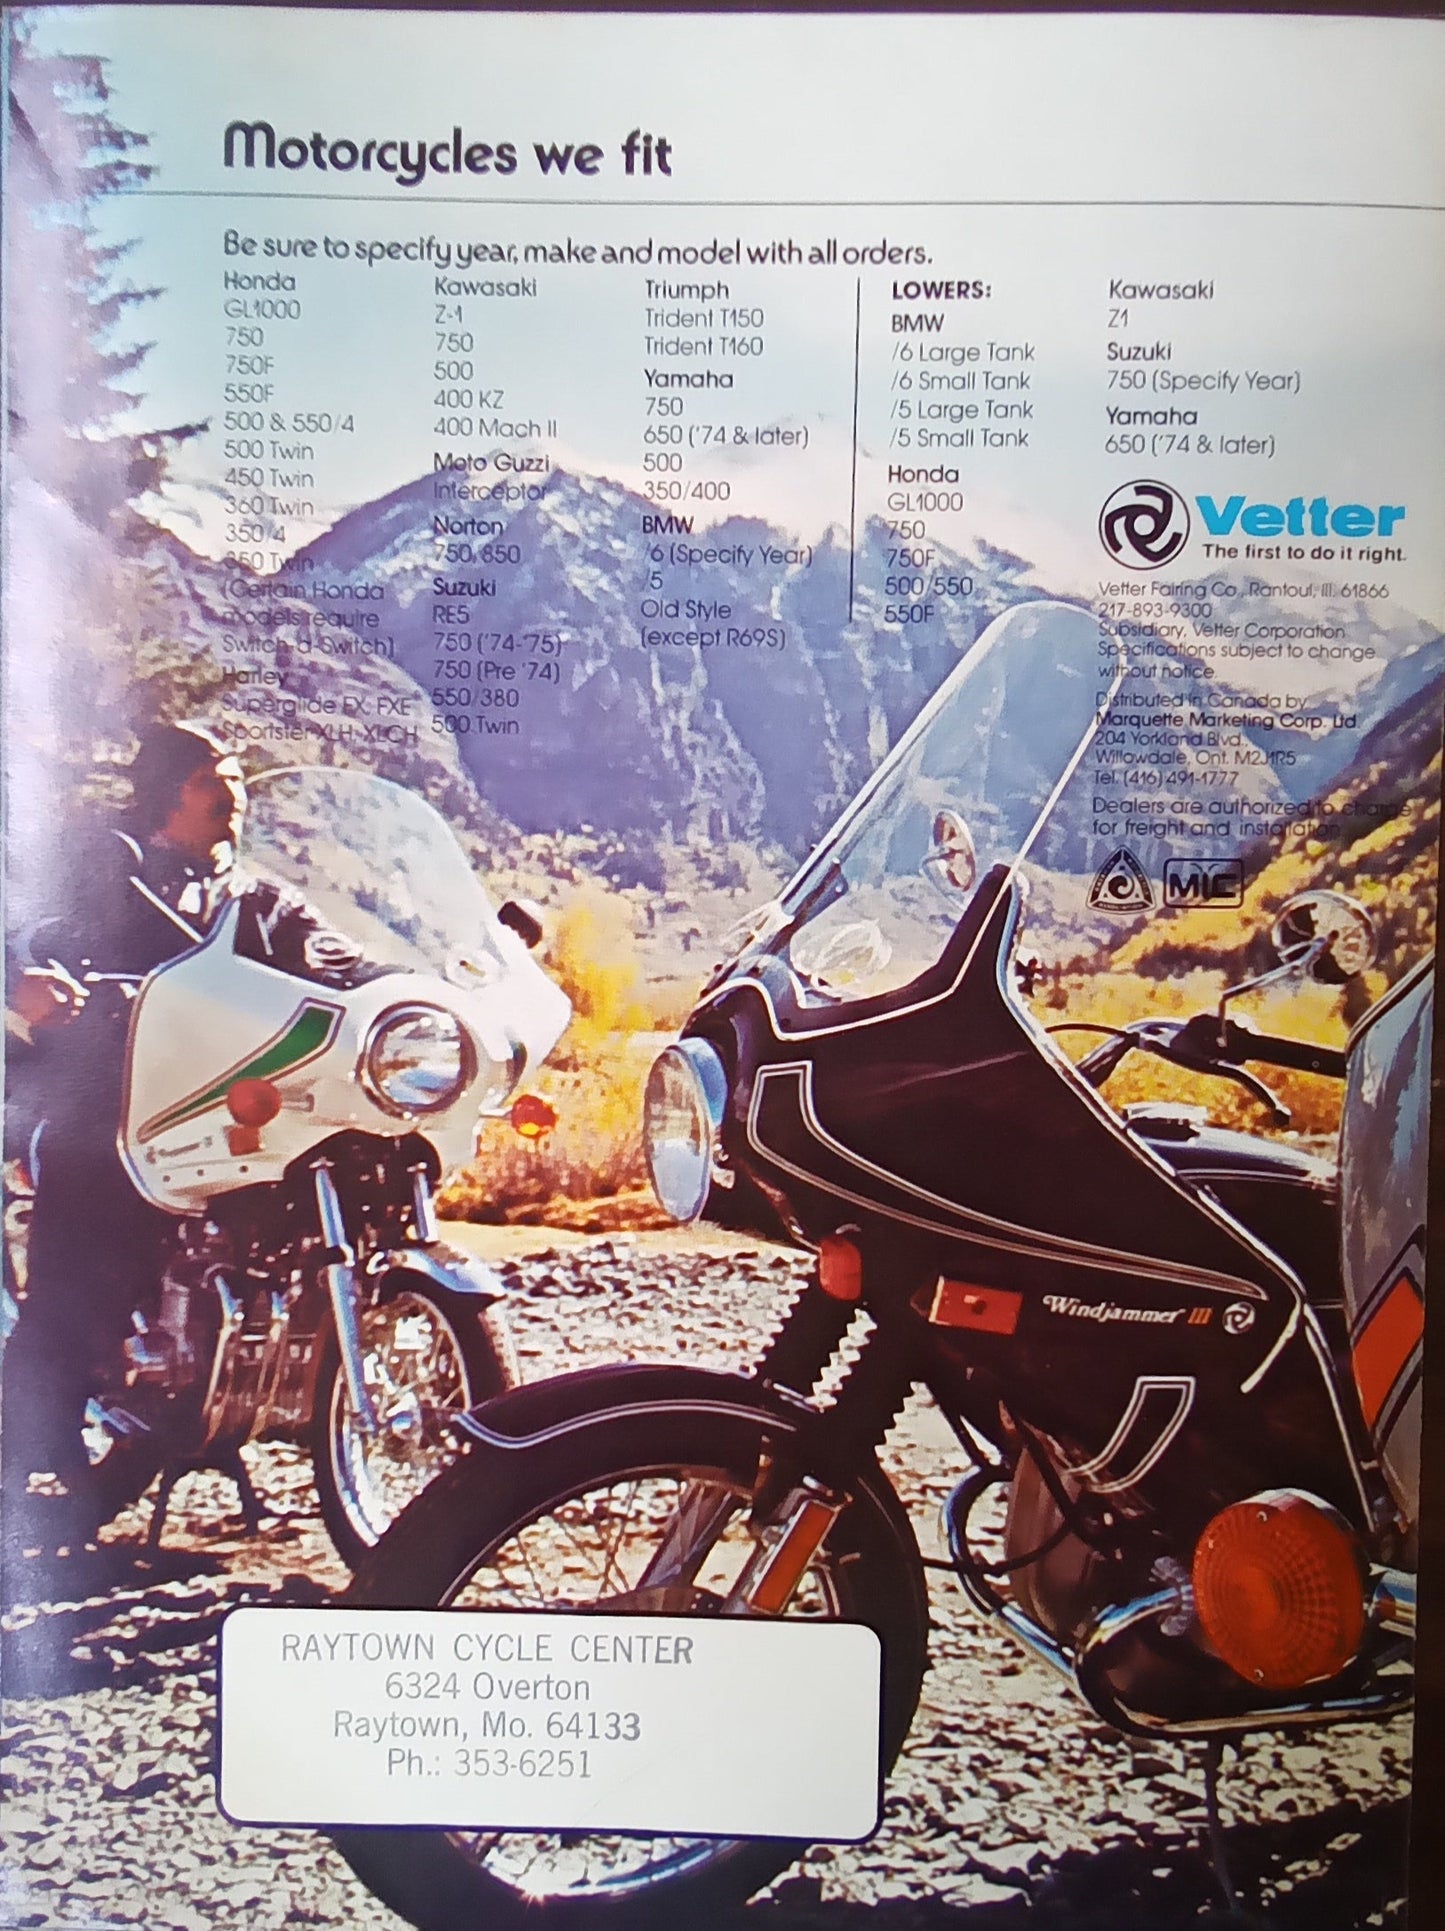 Motorcycles we fit
Be sure to specify year, make and model with all orders.
Honda
GL1000
750
750F
550F
500 & 550/4
500 Twin
450 Twin
360 Twin
350/4
350 Twin
(Certain Honda
models require
Switch-d-Switch)
Harley
Superglide FX, FXE
Sportster XLH, XLCH
Kawasaki
Z-1
750
500
400 KZ
400 Mach II
Moto Guzzi
Interceptor
Norton
750, 850
Suzuki
RE5
750 ('74-'75)
750 (Pre '74)
550/380
500 Twin
Triumph
Trident T150
Trident T160
Yamaha
750
650 ('74 & later)
500
350/400
BMW
/6 (Specify Year)
/5
Old Style
(except R69S)
LOWERS:
BMW
/6 Large Tank
/6 Small Tank
/5 Large Tank
/5 Small Tank
Honda
GL1000
750
750F
500/550
550F
Kawasaki
Z1
Suzuki
750 (Specify Year)
Yamaha
650 ('74 & later)
Vetter
The first to do it right.
Vetter Fairing Co., Rantoul, Ill. 61866
217-893-9300
Subsidiary, Vetter Corporation
Specifications subject to change
without notice.
Distributed in Canada by
Marquette Marketing Corp. Ltd.
204 Yorkland Blvd.,
Willowdale, Ont. M2J1R5
Tel. (416) 491-1777
Dealers are authorized to charge
for freight and installation.
MIC
Windjammer III
RAYTOWN CYCLE CENTER
6324 Overton
Raytown, Mo. 64133
Ph.: 353-6251